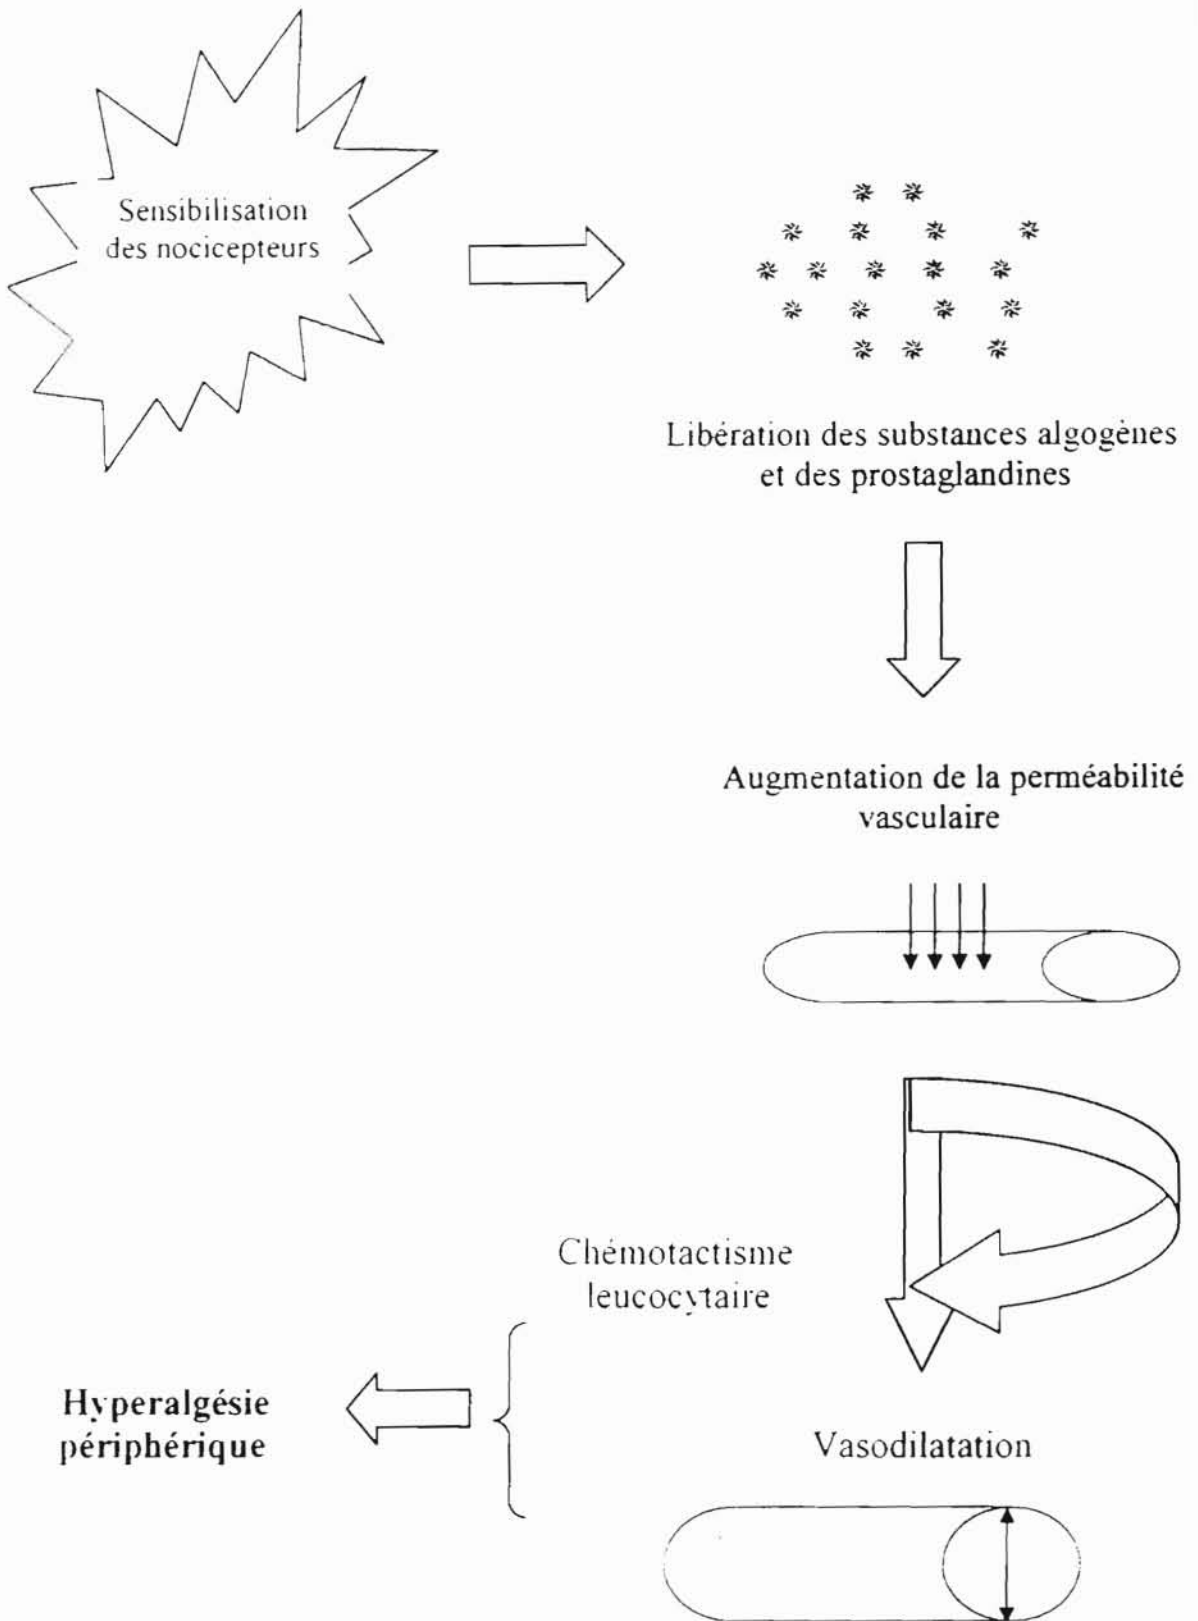 Sensibilisation
des nocicepteurs
Libération des substances algogènes
et des prostaglandines
Augmentation de la perméabilité
vasculaire
Chémotactisme
leucocytaire
Hyperalgésie
périphérique
Vasodilatation